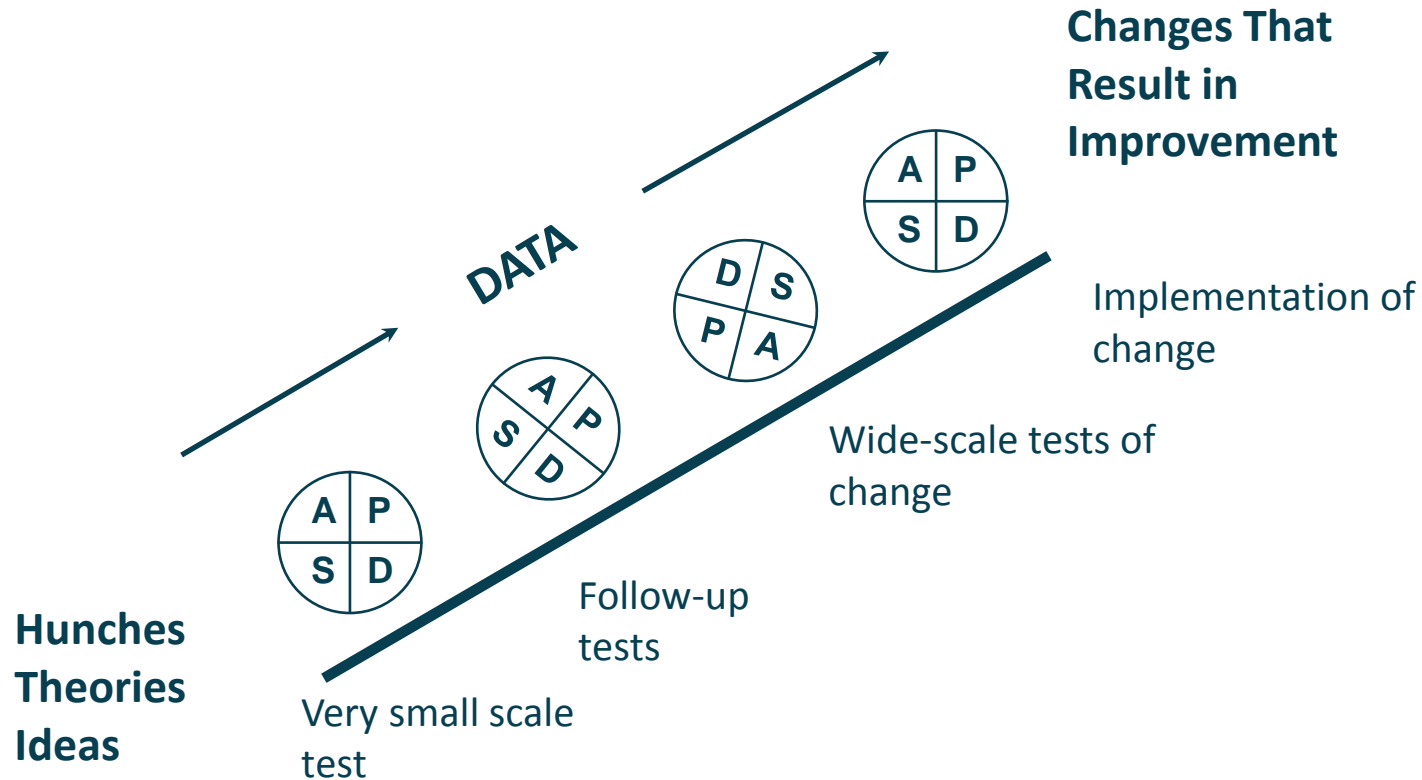 Changes That
Result in
Improvement
A P
S D
DATA
D S
P A
Implementation of
change
A P
S D
Wide-scale tests of
change
A P
S D
Follow-up
tests
Hunches
Theories
Ideas
Very small scale
test